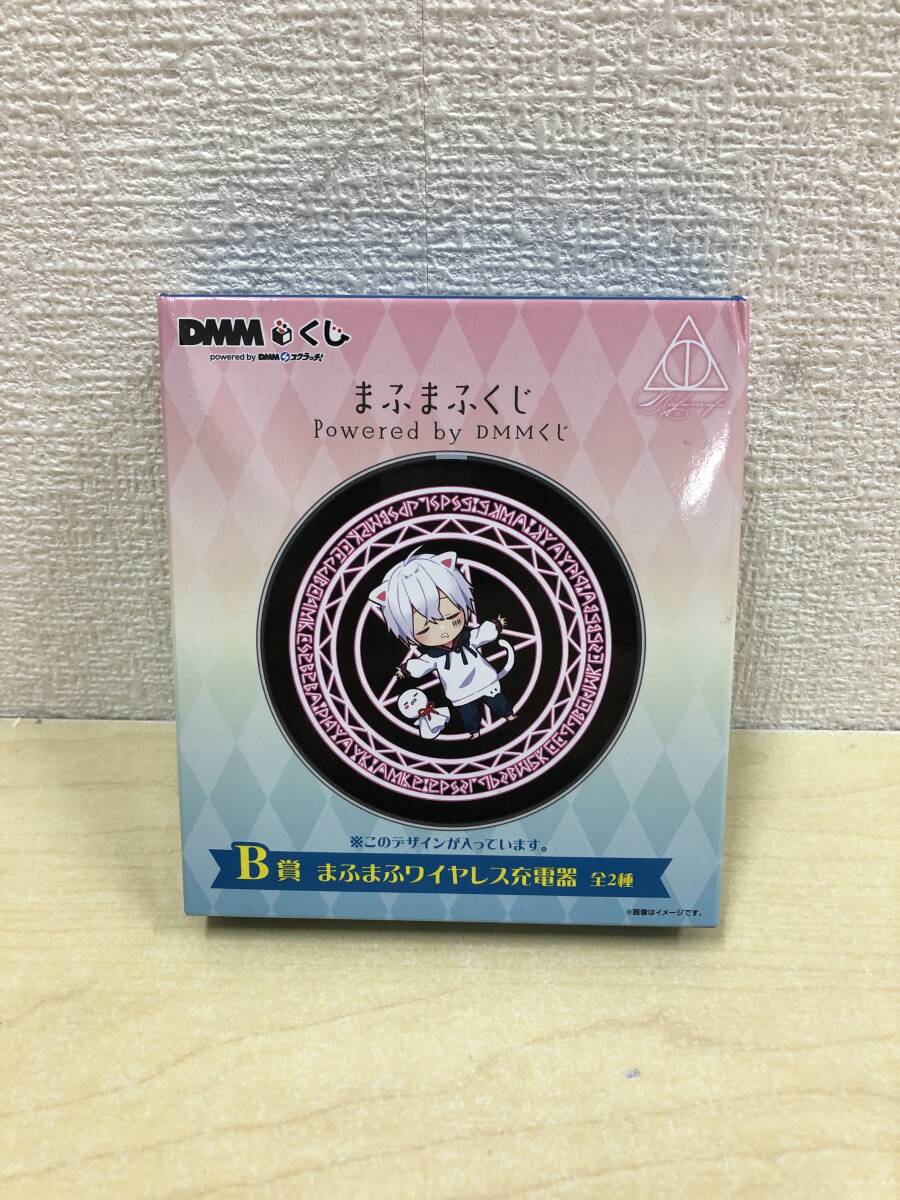 DMM くじ
powered by DMMスクラッチ!
Mafumafu
まふまふくじ
Powered by DMMくじ
※このデザインが入っています。
B賞 まふまふワイヤレス充電器 全2種
※画像はイメージです。